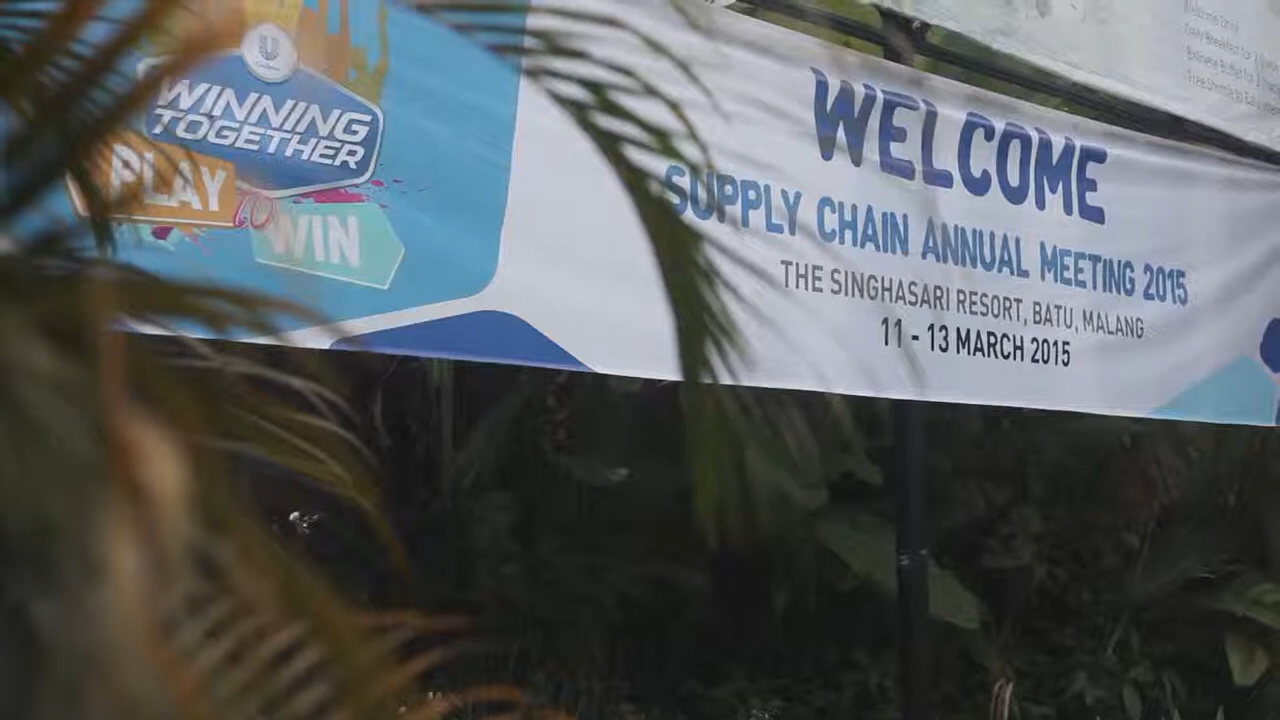 WINNING
TOGETHER
PLAY
TO
WIN
WELCOME
SUPPLY CHAIN ANNUAL MEETING 2015
THE SINGHASARI RESORT, BATU, MALANG
11 - 13 MARCH 2015